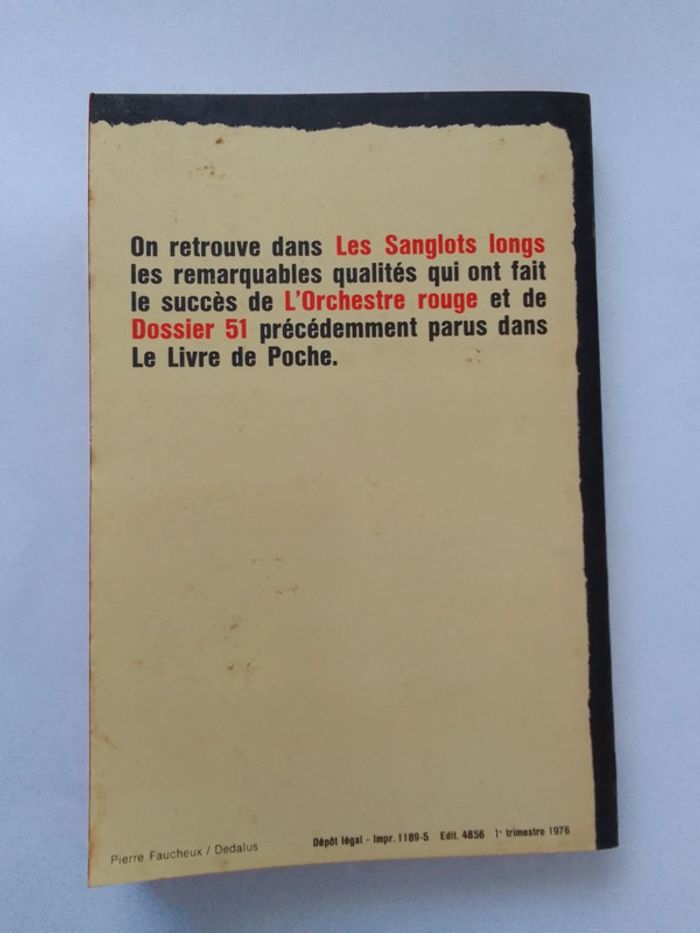 On retrouve dans Les Sanglots longs
les remarquables qualités qui ont fait
le succès de L'Orchestre rouge et de
Dossier 51 précédemment parus dans
Le Livre de Poche.
Pierre Faucheux / Dedalus
Dépôt légal - Impr. 1189-5 Edit. 4856 1ᵉ trimestre 1976